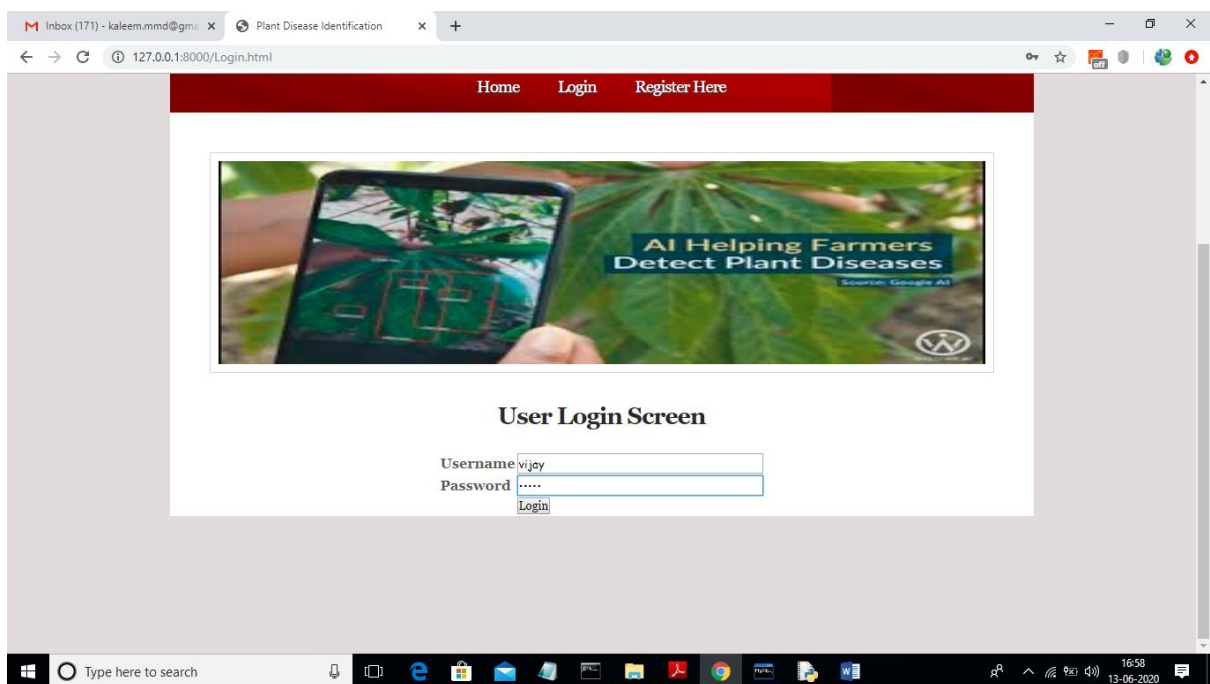 Inbox (171) - kaleem.mmd@gma
Plant Disease Identification
127.0.0.1:8000/Login.html
off
Home Login Register Here
AI Helping Farmers
Detect Plant Diseases
Source: Google AI
User Login Screen
Username vijay
Password .....
Login
Type here to search
16:58
13-06-2020